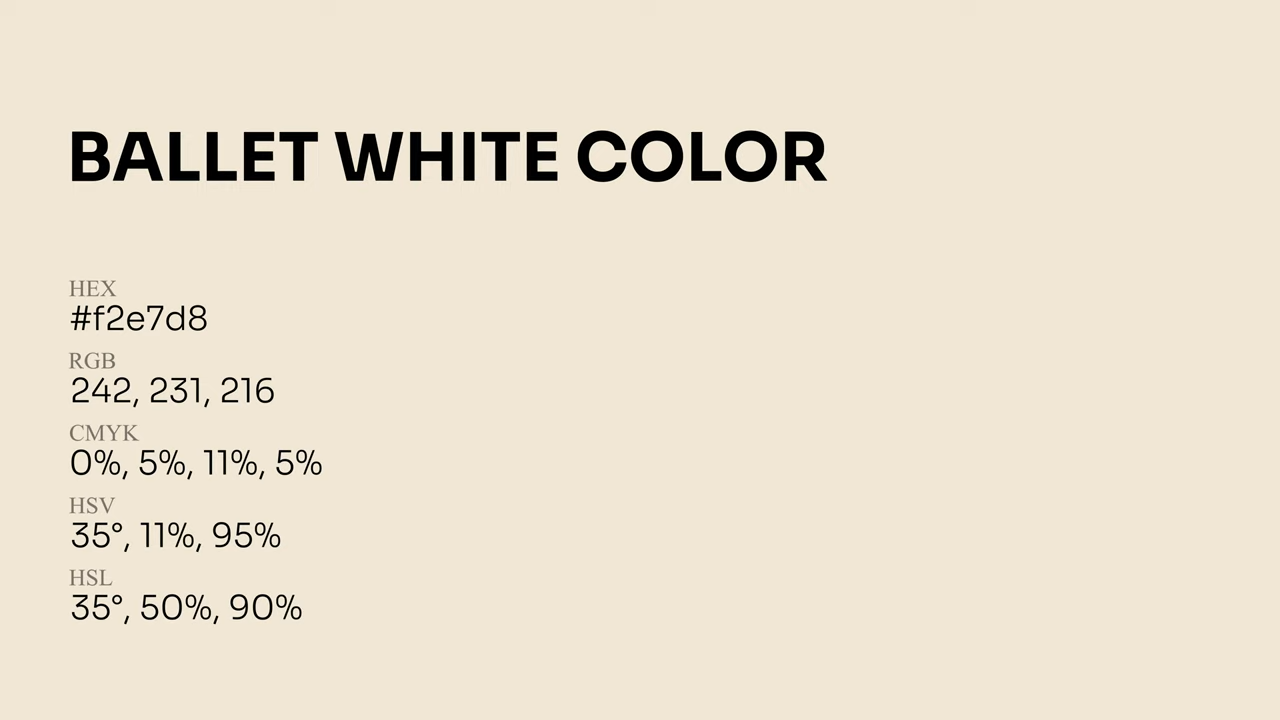 BALLET WHITE COLOR
HEX
#f2e7d8
RGB
242, 231, 216
CMYK
0%, 5%, 11%, 5%
HSV
35°, 11%, 95%
HSL
35°, 50%, 90%